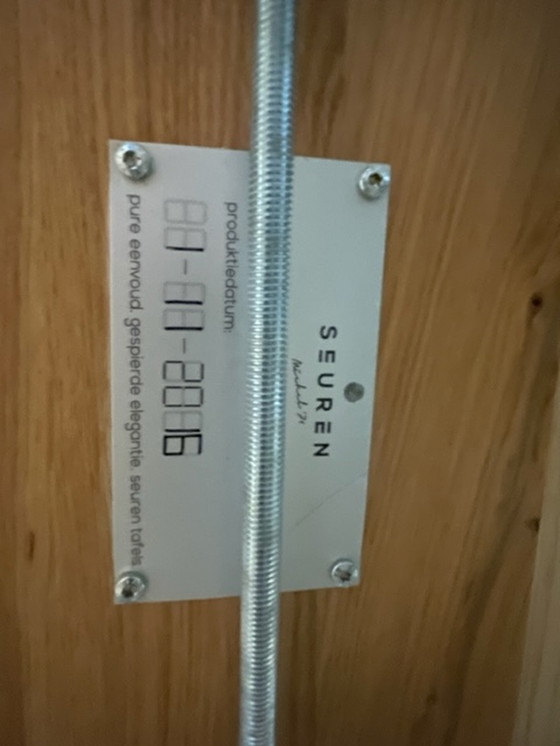 SEUREN
produktiedatum:
pure eenvoud, gespierde elegantie, seuren tafels